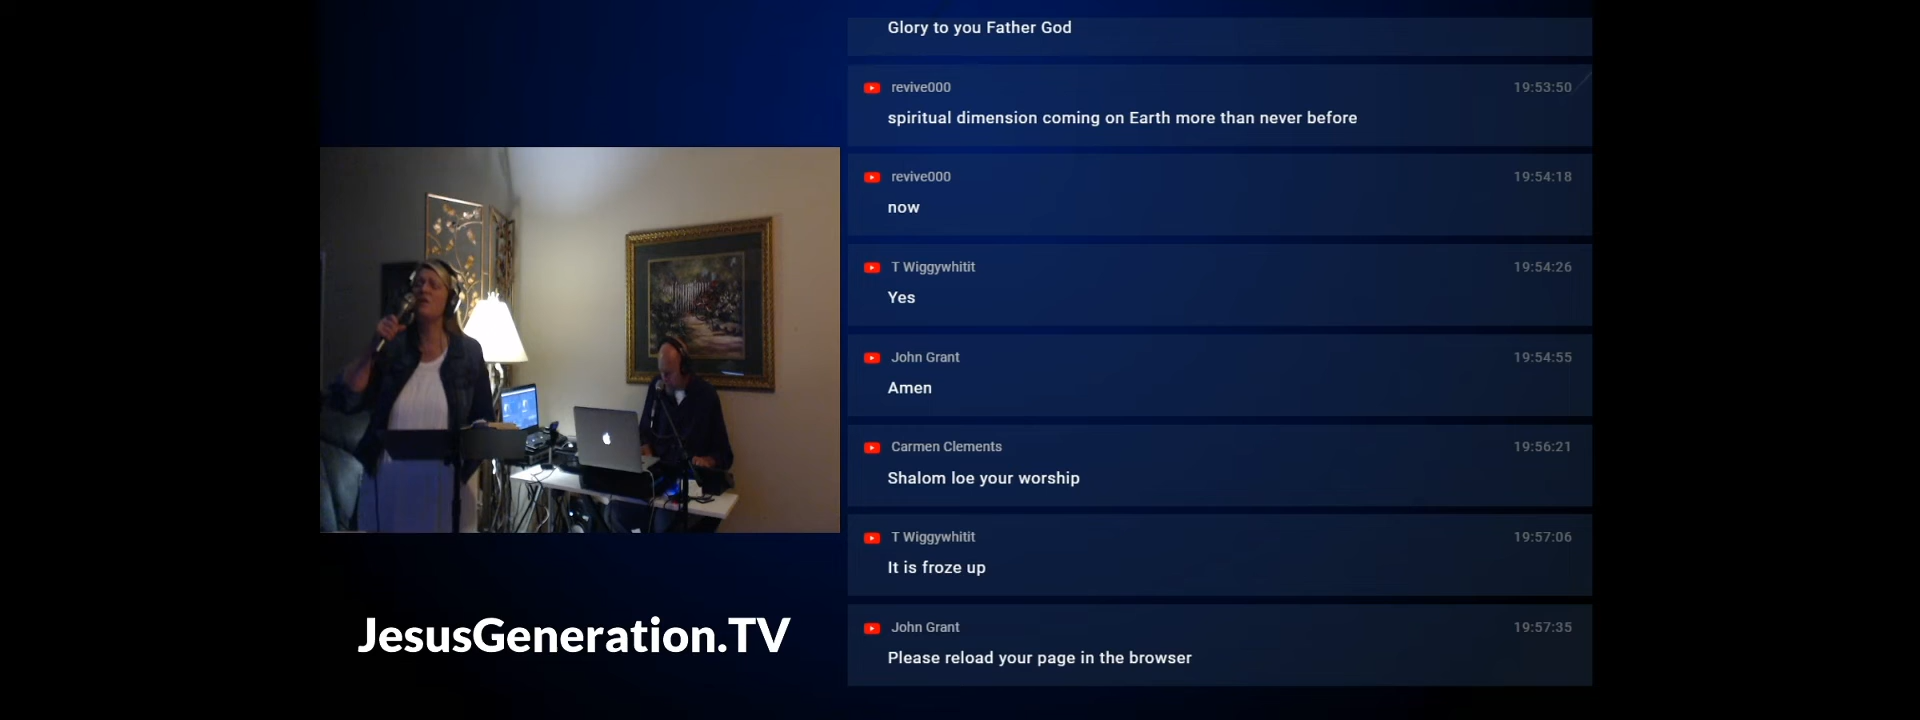 Glory to you Father God
revive000 19:53:50
spiritual dimension coming on Earth more than never before
revive000 19:54:18
now
T Wiggywhitit 19:54:26
Yes
John Grant 19:54:55
Amen
Carmen Clements 19:56:21
Shalom loe your worship
T Wiggywhitit 19:57:06
It is froze up
John Grant 19:57:35
Please reload your page in the browser
JesusGeneration.TV